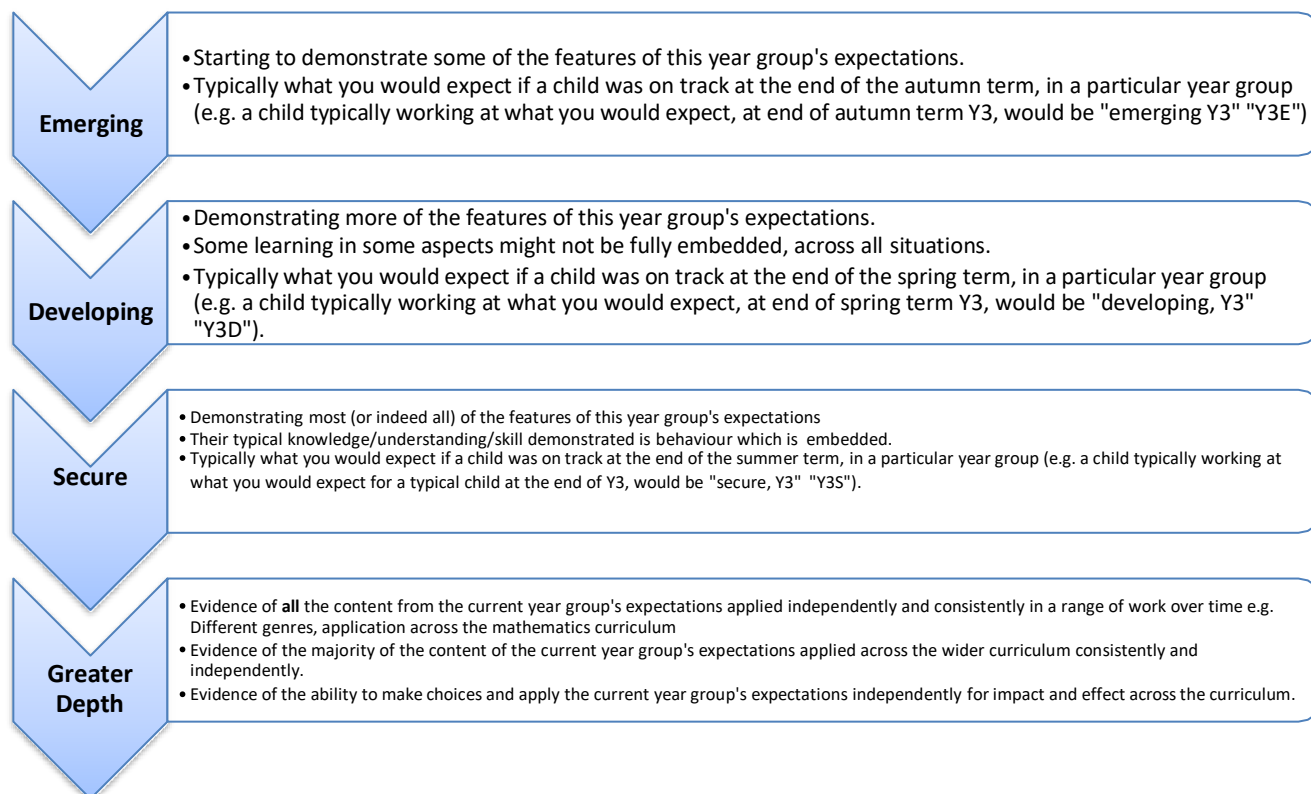 Emerging
•Starting to demonstrate some of the features of this year group's expectations.
•Typically what you would expect if a child was on track at the end of the autumn term, in a particular year group
(e.g. a child typically working at what you would expect, at end of autumn term Y3, would be "emerging Y3" "Y3E")
Developing
•Demonstrating more of the features of this year group's expectations.
•Some learning in some aspects might not be fully embedded, across all situations.
•Typically what you would expect if a child was on track at the end of the spring term, in a particular year group
(e.g. a child typically working at what you would expect, at end of spring term Y3, would be "developing, Y3"
"Y3D").
Secure
•Demonstrating most (or indeed all) of the features of this year group's expectations
•Their typical knowledge/understanding/skill demonstrated is behaviour which is embedded.
•Typically what you would expect if a child was on track at the end of the summer term, in a particular year group (e.g. a child typically working at
what you would expect for a typical child at the end of Y3, would be "secure, Y3" "Y3S").
Greater
Depth
•Evidence of all the content from the current year group's expectations applied independently and consistently in a range of work over time e.g.
Different genres, application across the mathematics curriculum
•Evidence of the majority of the content of the current year group's expectations applied across the wider curriculum consistently and
independently.
•Evidence of the ability to make choices and apply the current year group's expectations independently for impact and effect across the curriculum.